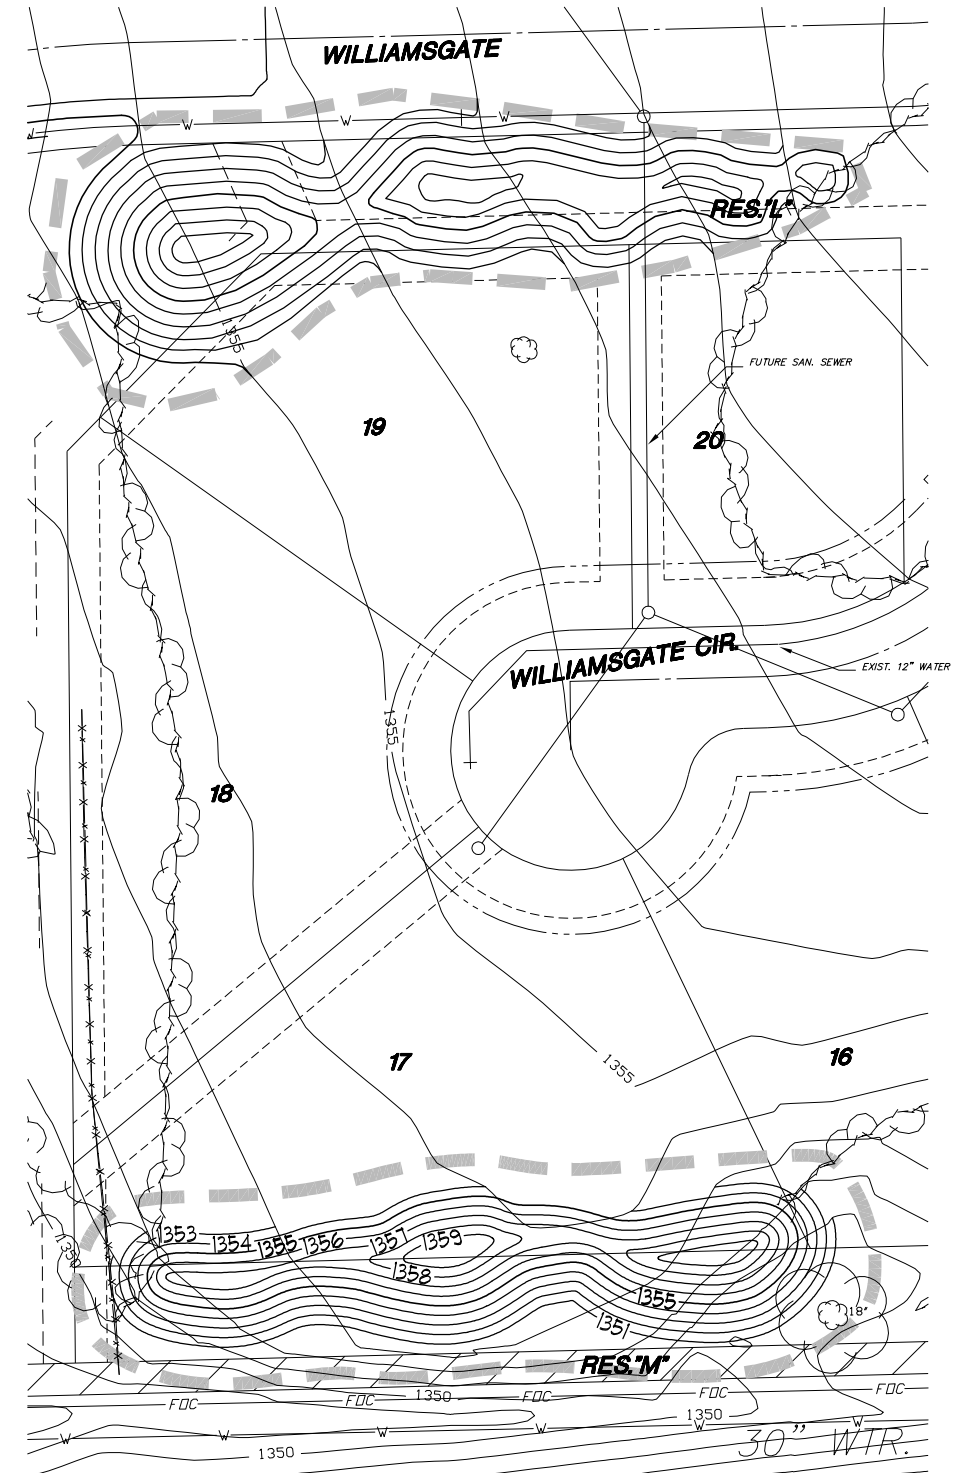 WILLIAMSGATE
W W W W
RES."L"
1355
FUTURE SAN. SEWER
19
20
WILLIAMSGATE CIR.
EXIST. 12" WATER
1355
18
17
1355
16
1353 1354 1355 1356 1357 1359
1350
1358
1355
1351
18"
RES."M"
FOC FOC 1350 FOC FOC FOC
1350
W W W W W W
1350
30" WTR.